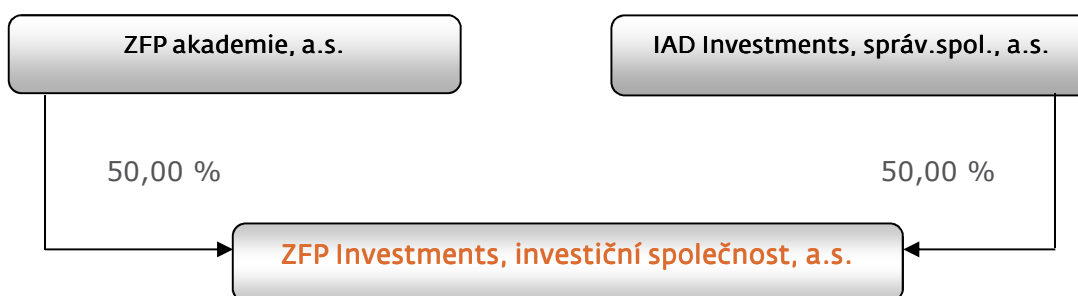 ZFP akademie, a.s.
IAD Investments, správ.spol., a.s.
50,00 %
50,00 %
ZFP Investments, investiční společnost, a.s.